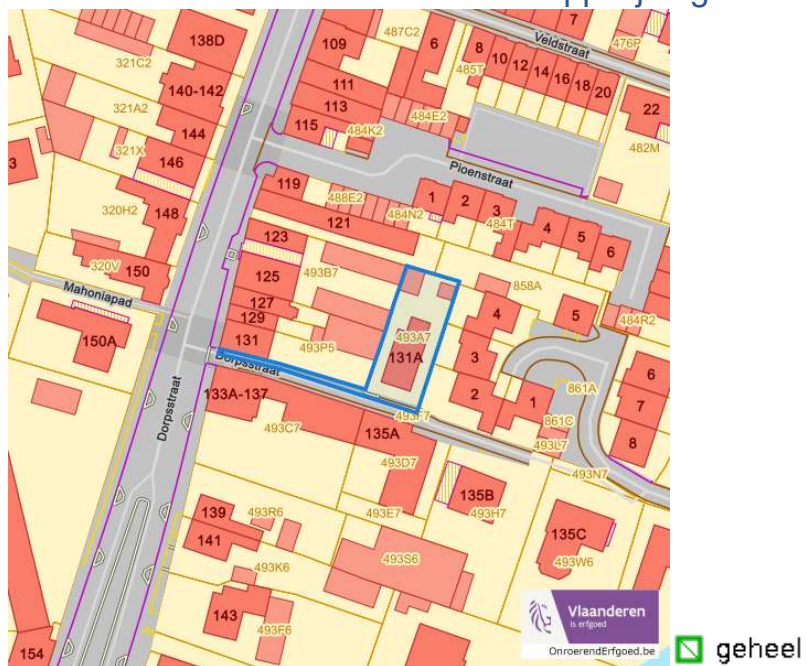 487C2
7
138D
109
6
8
Veldstraat
476P
321C2
485T
10
12
14
16
18
20
140-142
111
22
321A2
113
144
115
484K2
484E2
482M
321X
3
146
Pioenstraat
119
488E2
1
2
3
320H2
148
121
484N2
484T
4
5
6
123
320V
150
125
493B7
858A
Mahoniapad
127
4
5
484R2
129
150A
131
493P5
493A7
131A
3
Dorpsstraat
6
2
1
861A
133A-137
493F7
7
Dorpsstraat
493C7
135A
861C
493L7
8
493D7
493N7
135B
139
493R6
493E7
493H7
141
135C
493S6
493W6
493K6
143
493F6
Vlaanderen
is erfgoed
OnroerendErfgoed.be
geheel
154